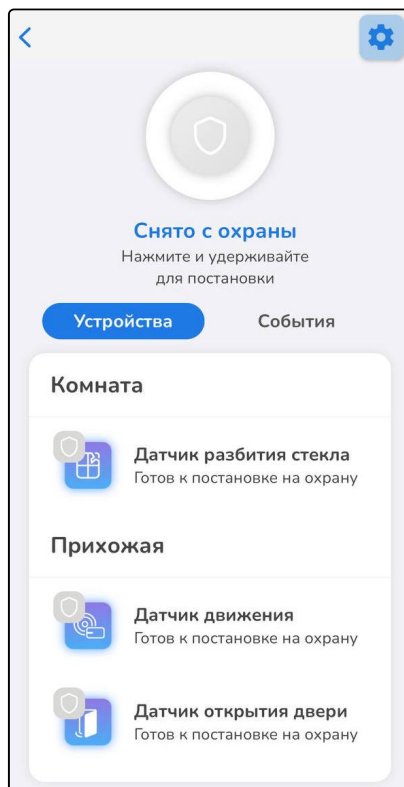 Снято с охраны
Нажмите и удерживайте
для постановки
Устройства
События
Комната
Датчик разбития стекла
Готов к постановке на охрану
Прихожая
Датчик движения
Готов к постановке на охрану
Датчик открытия двери
Готов к постановке на охрану